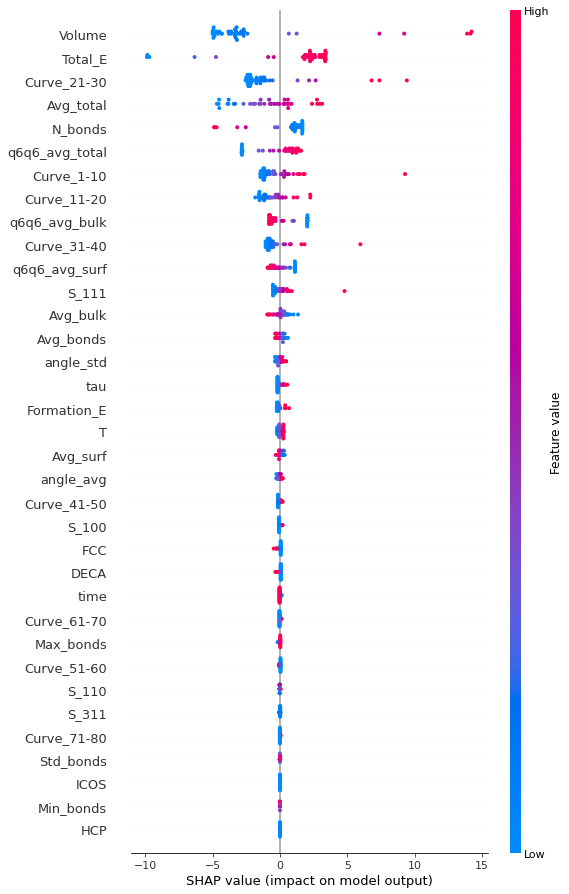 High
Volume
Total_E
Curve_21-30
Avg_total
N_bonds
q6q6_avg_total
Curve_1-10
Curve_11-20
q6q6_avg_bulk
Curve_31-40
q6q6_avg_surf
S_111
Avg_bulk
Avg_bonds
angle_std
tau
Formation_E
T
Avg_surf
angle_avg
Curve_41-50
S_100
FCC
DECA
time
Curve_61-70
Max_bonds
Curve_51-60
S_110
S_311
Curve_71-80
Std_bonds
ICOS
Min_bonds
HCP
Feature value
Low
−10 −5 0 5 10 15
SHAP value (impact on model output)